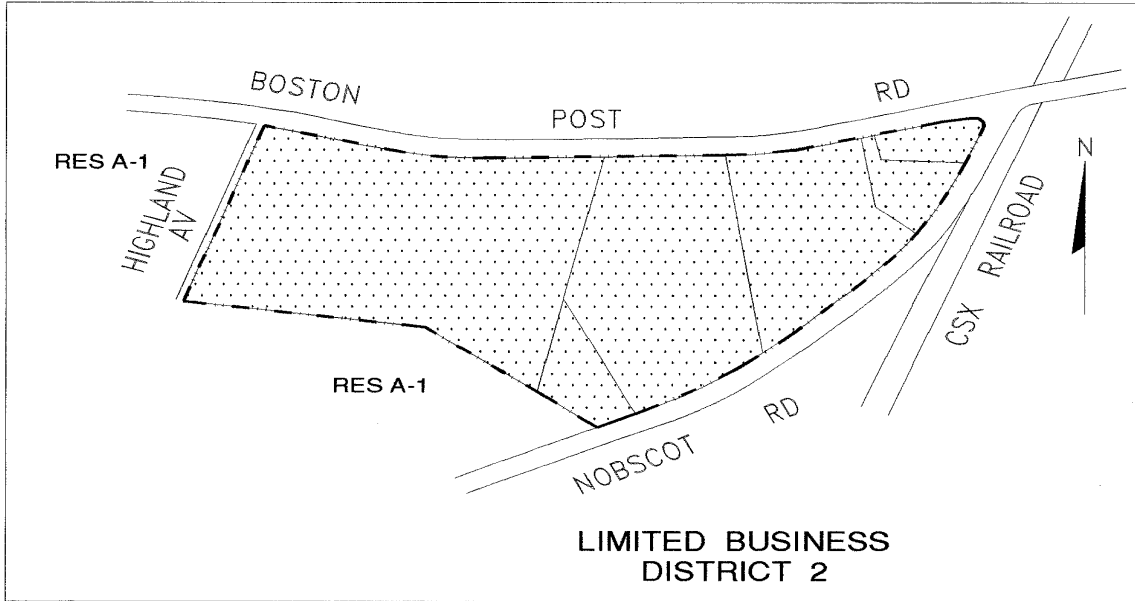 BOSTON
POST
RD
RES A-1
HIGHLAND
AV
N
CSX RAILROAD
RES A-1
NOBSCOT
RD
LIMITED BUSINESS
DISTRICT 2